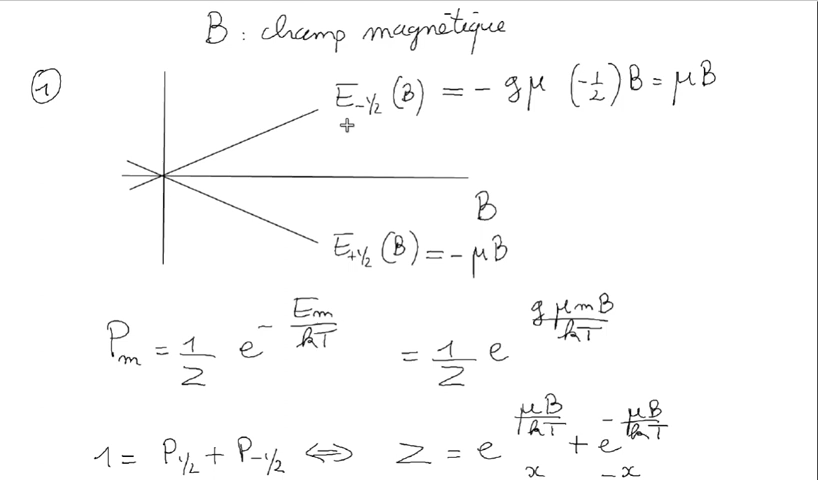 B : champ magnétique
① E₋₁/₂ (B) = - gμ (-1/2) B = μB
B
E₊₁/₂ (B) = - μB
Pₘ = 1/Z e^(-Eₘ/kT) = 1/Z e^(gμmB/kT)
1 = P₁/₂ + P₋₁/₂ ⇔ Z = e^(μB/kT) + e^(-μB/kT)
x -x